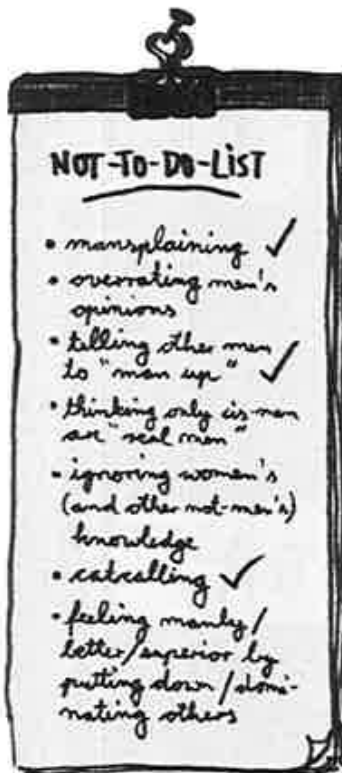 NOT-TO-DO-LIST
• mansplaining ✓
• overrating men's
opinions
• telling other men
to "man up" ✓
• thinking only cis-men
are "real men"
• ignoring women's
(and other not-men's)
knowledge
• catcalling ✓
• feeling manly/
better/superior by
putting down/domi-
nating others